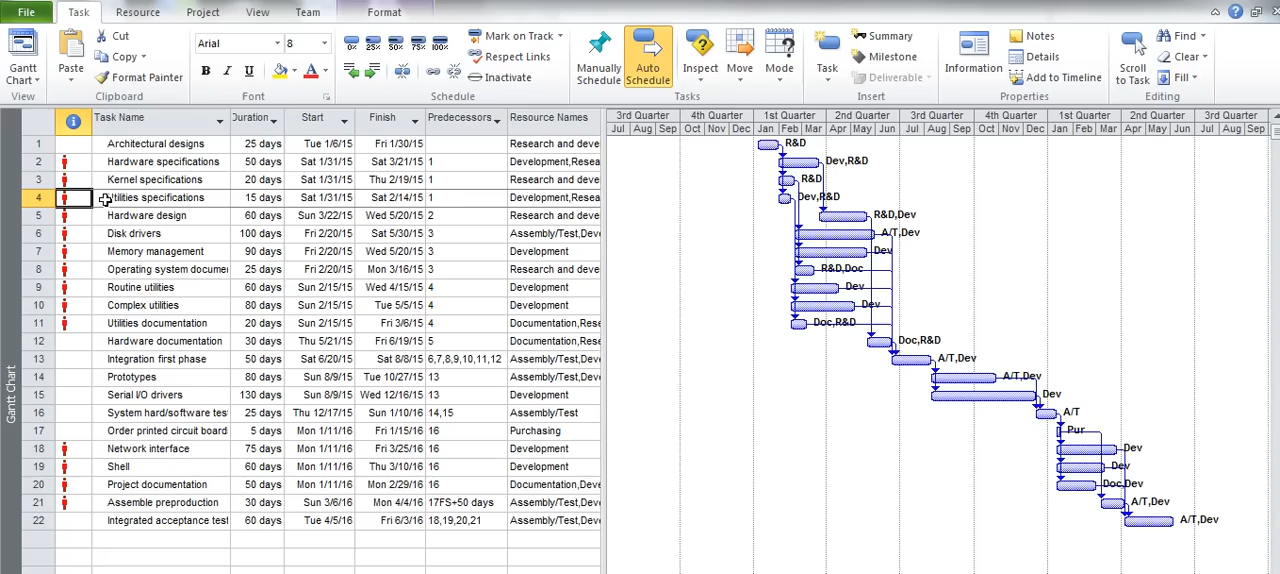 File Task Resource Project View Team Format
Gantt Chart
View
Paste
Cut
Copy
Format Painter
Clipboard
Arial 8
B I U A
Font
0% 25% 50% 75% 100%
Mark on Track
Respect Links
Inactivate
Schedule
Manually Schedule
Auto Schedule
Inspect Move Mode
Tasks
Task
Summary
Milestone
Deliverable
Insert
Information
Notes
Details
Add to Timeline
Properties
Scroll to Task
Find
Clear
Fill
Editing
Task Name Duration Start Finish Predecessors Resource Names
1 Architectural designs 25 days Tue 1/6/15 Fri 1/30/15 Research and deve
2 Hardware specifications 50 days Sat 1/31/15 Sat 3/21/15 1 Development,Resea
3 Kernel specifications 20 days Sat 1/31/15 Thu 2/19/15 1 Research and deve
4 Utilities specifications 15 days Sat 1/31/15 Sat 2/14/15 1 Development,Resea
5 Hardware design 60 days Sun 3/22/15 Wed 5/20/15 2 Research and deve
6 Disk drivers 100 days Fri 2/20/15 Sat 5/30/15 3 Assembly/Test,Deve
7 Memory management 90 days Fri 2/20/15 Wed 5/20/15 3 Development
8 Operating system docume 25 days Fri 2/20/15 Mon 3/16/15 3 Research and deve
9 Routine utilities 60 days Sun 2/15/15 Wed 4/15/15 4 Development
10 Complex utilities 80 days Sun 2/15/15 Tue 5/5/15 4 Development
11 Utilities documentation 20 days Sun 2/15/15 Fri 3/6/15 4 Documentation,Rese
12 Hardware documentation 30 days Thu 5/21/15 Fri 6/19/15 5 Documentation,Rese
13 Integration first phase 50 days Sat 6/20/15 Sat 8/8/15 6,7,8,9,10,11,12 Assembly/Test,Deve
14 Prototypes 80 days Sun 8/9/15 Tue 10/27/15 13 Assembly/Test,Deve
15 Serial I/O drivers 130 days Sun 8/9/15 Wed 12/16/15 13 Development
16 System hard/software test 25 days Thu 12/17/15 Sun 1/10/16 14,15 Assembly/Test
17 Order printed circuit board 5 days Mon 1/11/16 Fri 1/15/16 16 Purchasing
18 Network interface 75 days Mon 1/11/16 Fri 3/25/16 16 Development
19 Shell 60 days Mon 1/11/16 Thu 3/10/16 16 Development
20 Project documentation 50 days Mon 1/11/16 Mon 2/29/16 16 Documentation,Deve
21 Assemble preproduction 30 days Sun 3/6/16 Mon 4/4/16 17FS+50 days Assembly/Test,Deve
22 Integrated acceptance test 60 days Tue 4/5/16 Fri 6/3/16 18,19,20,21 Assembly/Test,Deve
Gantt Chart
3rd Quarter 4th Quarter 1st Quarter 2nd Quarter 3rd Quarter 4th Quarter 1st Quarter 2nd Quarter 3rd Quarter
Jul Aug Sep Oct Nov Dec Jan Feb Mar Apr May Jun Jul Aug Sep Oct Nov Dec Jan Feb Mar Apr May Jun Jul Aug Sep
R&D
Dev,R&D
R&D
Dev,R&D
R&D,Dev
A/T,Dev
Dev
R&D,Doc
Dev
Dev
Doc,R&D
Doc,R&D
A/T,Dev
A/T,Dev
Dev
A/T
Pur
Dev
Dev
Doc,Dev
A/T,Dev
A/T,Dev